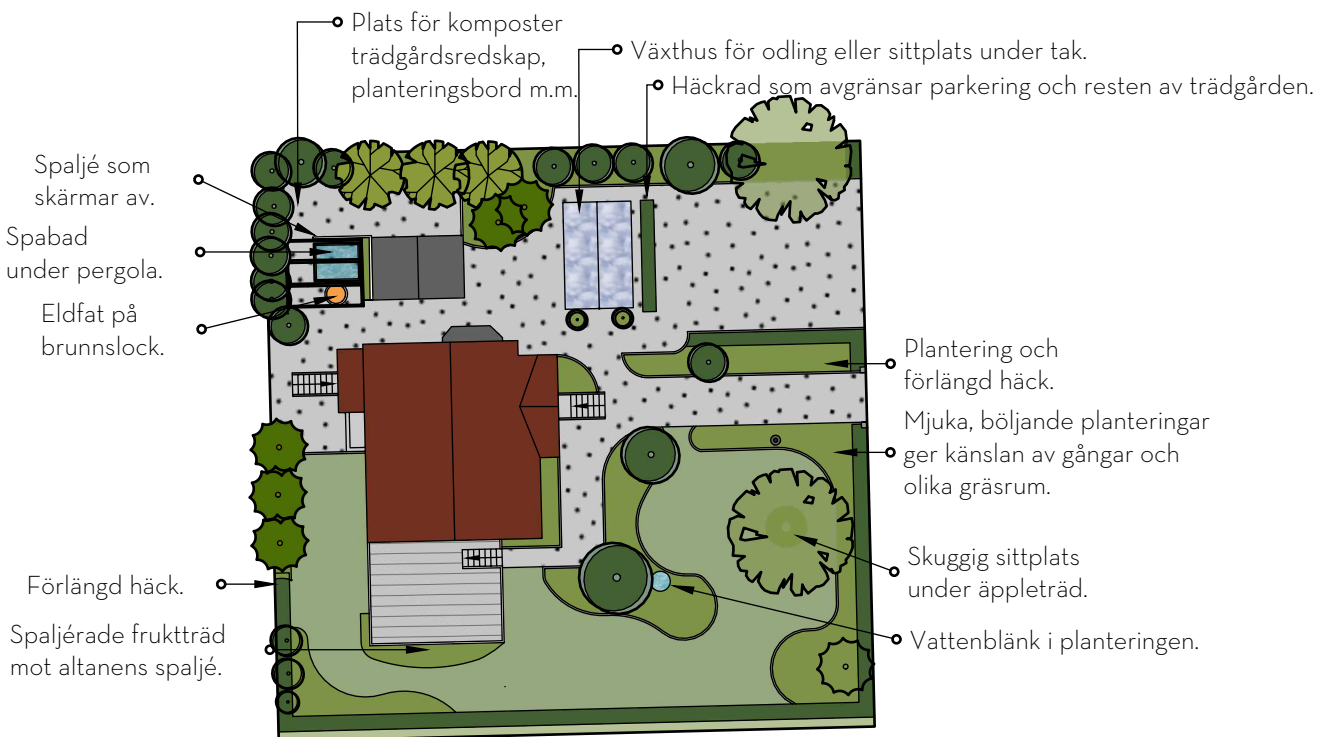 Plats för komposter
trädgårdsredskap,
planteringsbord m.m.
Växthus för odling eller sittplats under tak.
Häckrad som avgränsar parkering och resten av trädgården.
Spaljé som
skärmar av.
Spabad
under pergola.
Eldfat på
brunnslock.
Plantering och
förlängd häck.
Mjuka, böljande planteringar
ger känslan av gångar och
olika gräsrum.
Skuggig sittplats
under äppleträd.
Förlängd häck.
Spaljérade fruktträd
mot altanens spaljé.
Vattenblänk i planteringen.